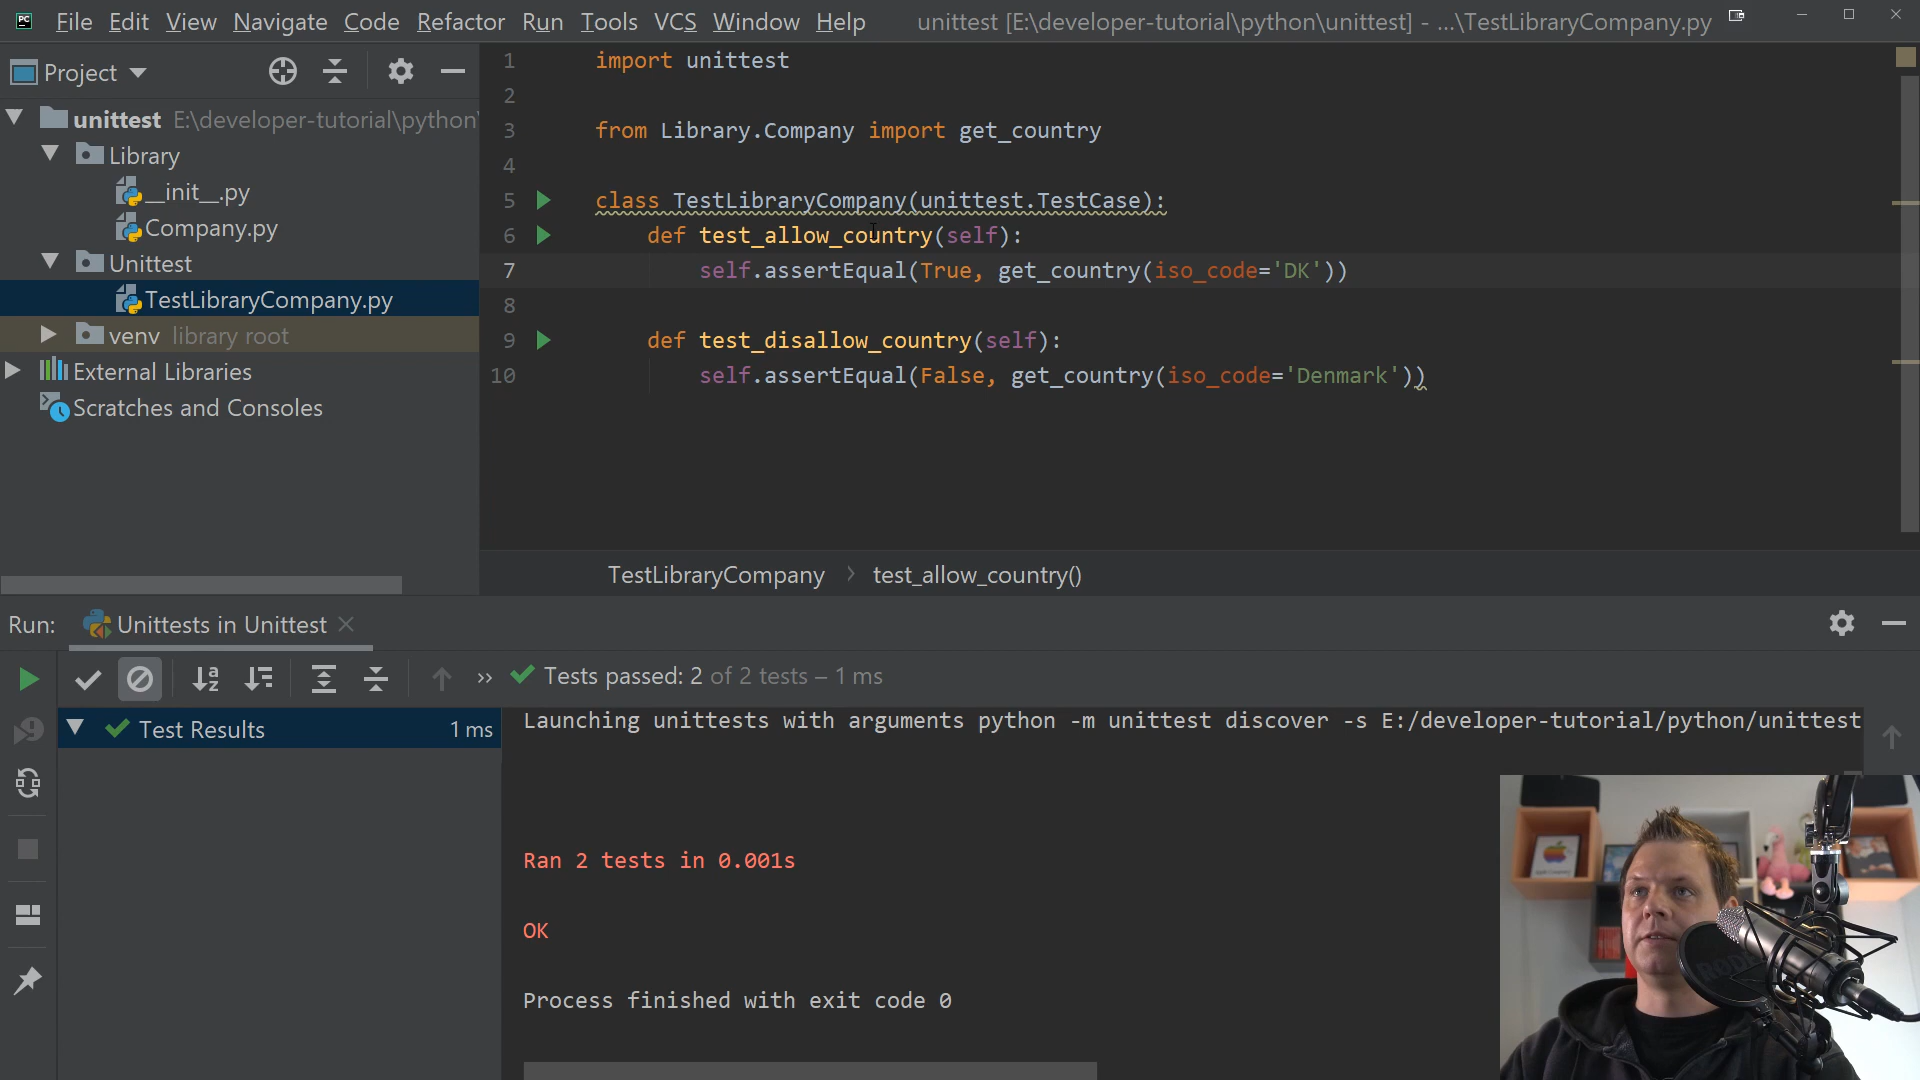 PC File Edit View Navigate Code Refactor Run Tools VCS Window Help unittest [E:\developer-tutorial\python\unittest] - ...\TestLibraryCompany.py
Project
unittest E:\developer-tutorial\python\
Library
__init__.py
Company.py
Unittest
TestLibraryCompany.py
venv library root
External Libraries
Scratches and Consoles
1 import unittest
2
3 from Library.Company import get_country
4
5 class TestLibraryCompany(unittest.TestCase):
6 def test_allow_country(self):
7 self.assertEqual(True, get_country(iso_code='DK'))
8
9 def test_disallow_country(self):
10 self.assertEqual(False, get_country(iso_code='Denmark'))
TestLibraryCompany > test_allow_country()
Run: Unittests in Unittest
Tests passed: 2 of 2 tests – 1 ms
Test Results 1 ms
Launching unittests with arguments python -m unittest discover -s E:/developer-tutorial/python/unittest
Ran 2 tests in 0.001s
OK
Process finished with exit code 0
RODE